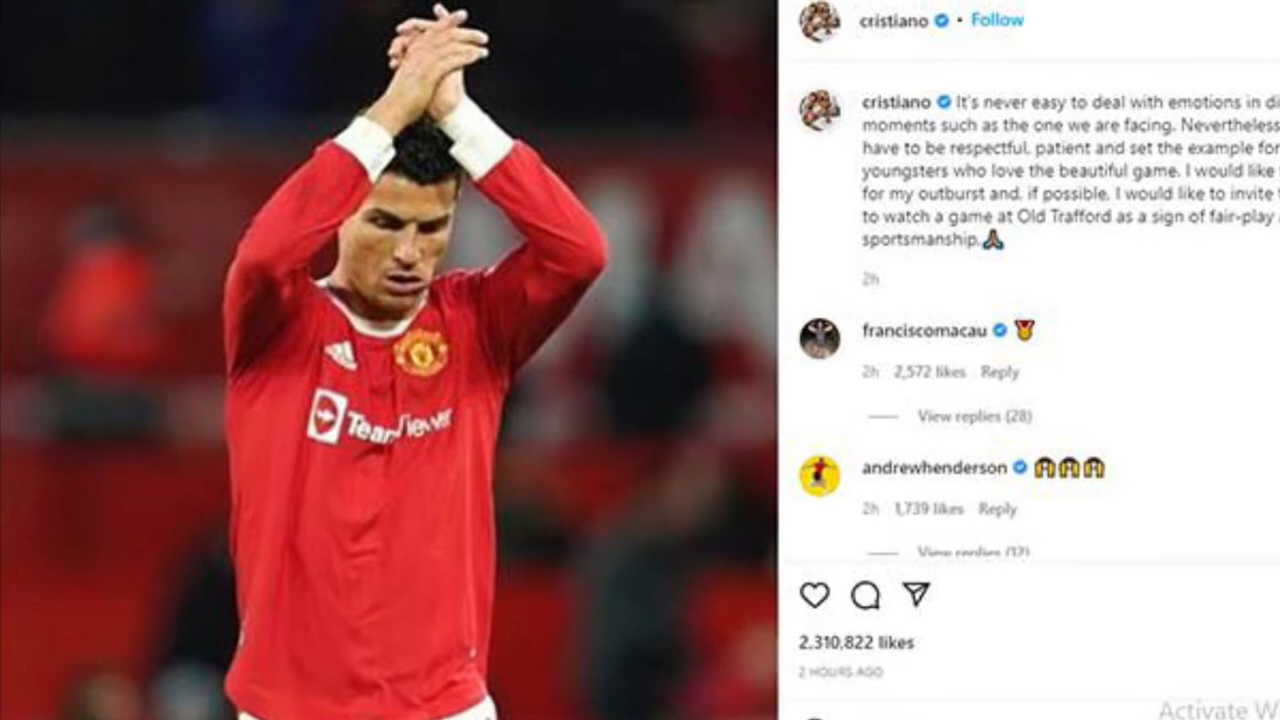 TeamViewer
cristiano • Follow
cristiano It's never easy to deal with emotions in di
moments such as the one we are facing. Nevertheless
have to be respectful, patient and set the example for
youngsters who love the beautiful game. I would like
for my outburst and, if possible, I would like to invite
to watch a game at Old Trafford as a sign of fair-play
sportsmanship.🙏🏽
2h
franciscomacau 🏅
2h 2,572 likes Reply
View replies (28)
andrewhenderson
2h 1,739 likes Reply
View replies (12)
2,310,822 likes
2 HOURS AGO
Activate W